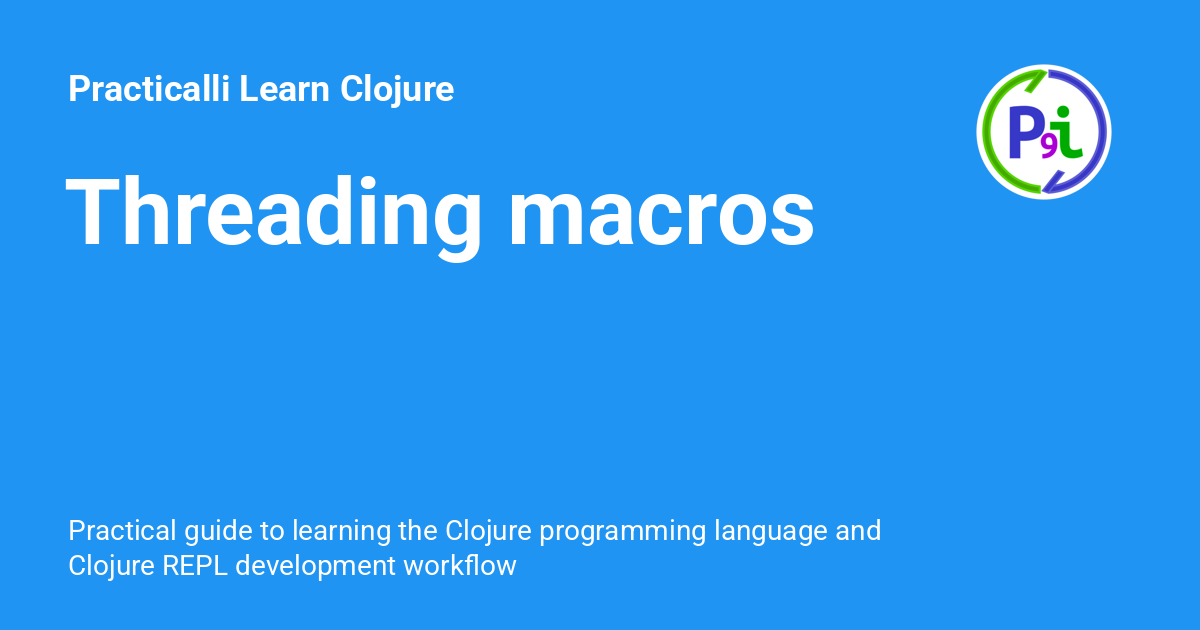 Practicalli Learn Clojure
P9i
Threading macros
Practical guide to learning the Clojure programming language and
Clojure REPL development workflow